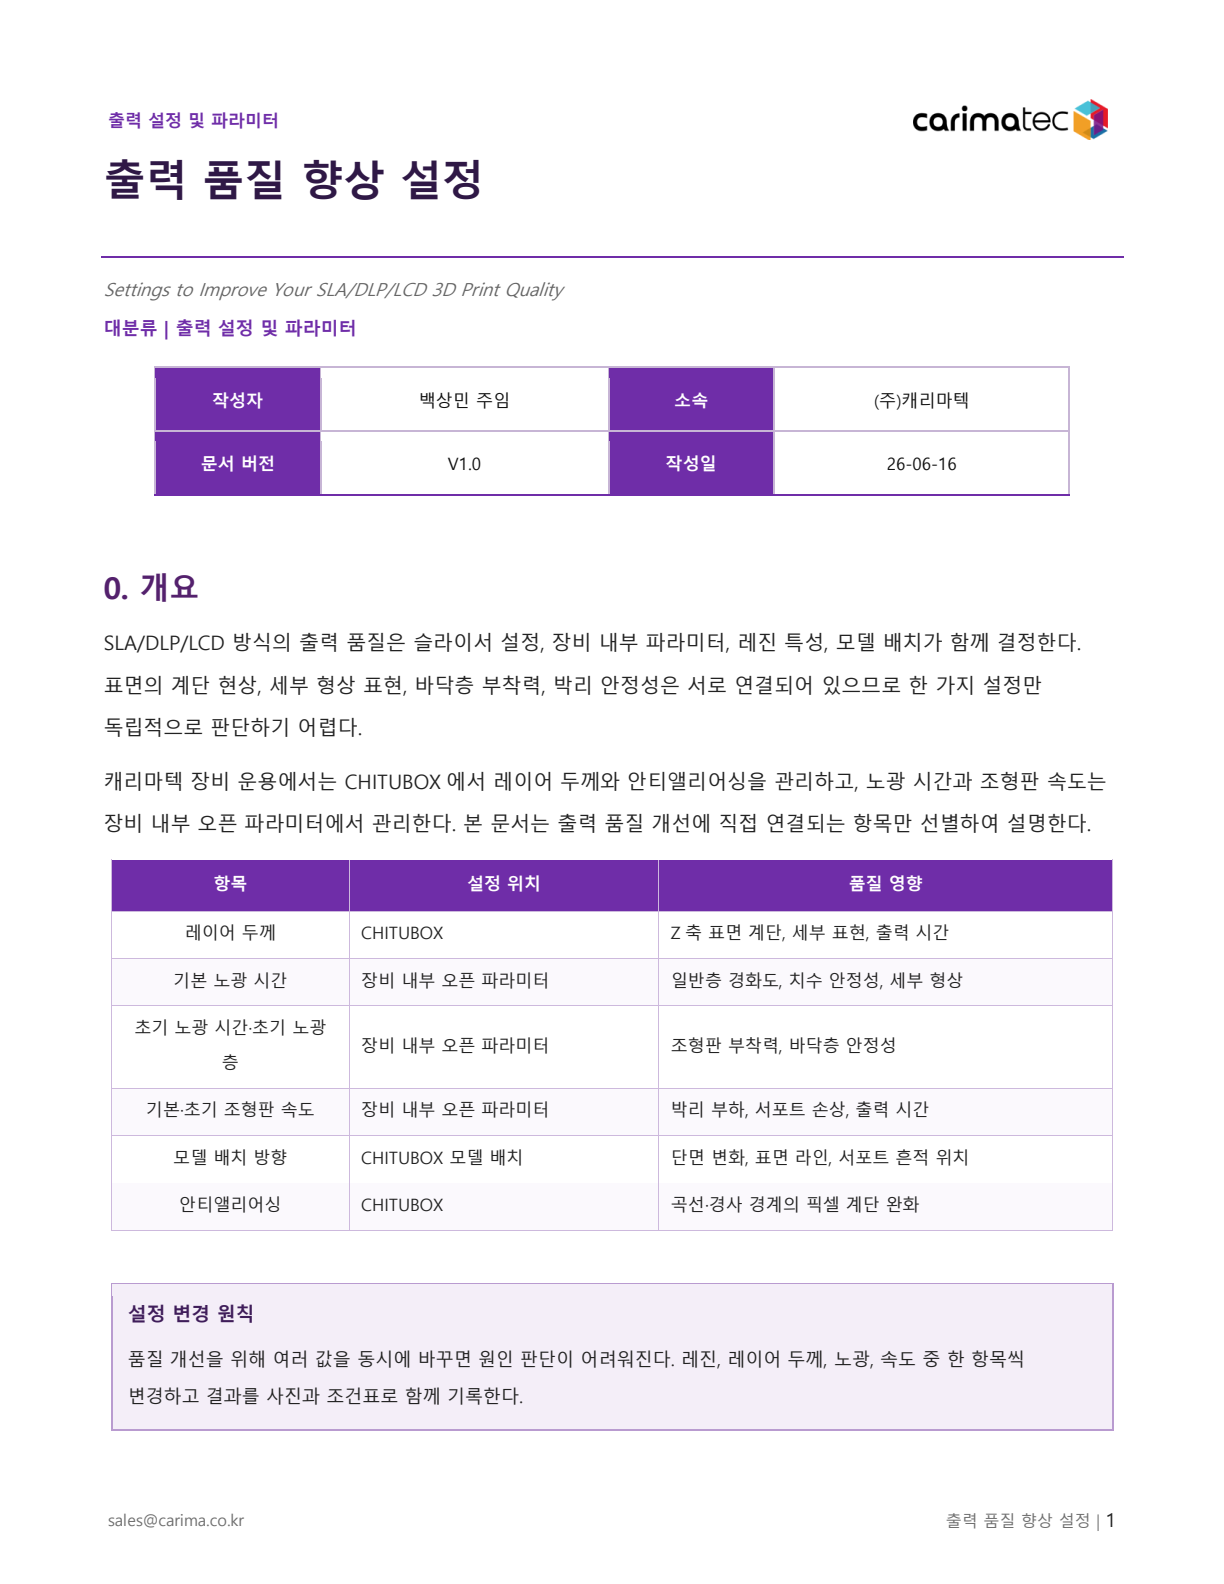 출력 설정 및 파라미터
carimatec
출력 품질 향상 설정
Settings to Improve Your SLA/DLP/LCD 3D Print Quality
대분류 | 출력 설정 및 파라미터
작성자 백상민 주임 소속 (주)캐리마텍
문서 버전 V1.0 작성일 26-06-16
0. 개요
SLA/DLP/LCD 방식의 출력 품질은 슬라이서 설정, 장비 내부 파라미터, 레진 특성, 모델 배치가 함께 결정한다.
표면의 계단 현상, 세부 형상 표현, 바닥층 부착력, 박리 안정성은 서로 연결되어 있으므로 한 가지 설정만
독립적으로 판단하기 어렵다.
캐리마텍 장비 운용에서는 CHITUBOX 에서 레이어 두께와 안티앨리어싱을 관리하고, 노광 시간과 조형판 속도는
장비 내부 오픈 파라미터에서 관리한다. 본 문서는 출력 품질 개선에 직접 연결되는 항목만 선별하여 설명한다.
항목 설정 위치 품질 영향
레이어 두께 CHITUBOX Z 축 표면 계단, 세부 표현, 출력 시간
기본 노광 시간 장비 내부 오픈 파라미터 일반층 경화도, 치수 안정성, 세부 형상
초기 노광 시간·초기 노광
층 장비 내부 오픈 파라미터 조형판 부착력, 바닥층 안정성
기본·초기 조형판 속도 장비 내부 오픈 파라미터 박리 부하, 서포트 손상, 출력 시간
모델 배치 방향 CHITUBOX 모델 배치 단면 변화, 표면 라인, 서포트 흔적 위치
안티앨리어싱 CHITUBOX 곡선·경사 경계의 픽셀 계단 완화
설정 변경 원칙
품질 개선을 위해 여러 값을 동시에 바꾸면 원인 판단이 어려워진다. 레진, 레이어 두께, 노광, 속도 중 한 항목씩
변경하고 결과를 사진과 조건표로 함께 기록한다.
sales@carima.co.kr 출력 품질 향상 설정 | 1